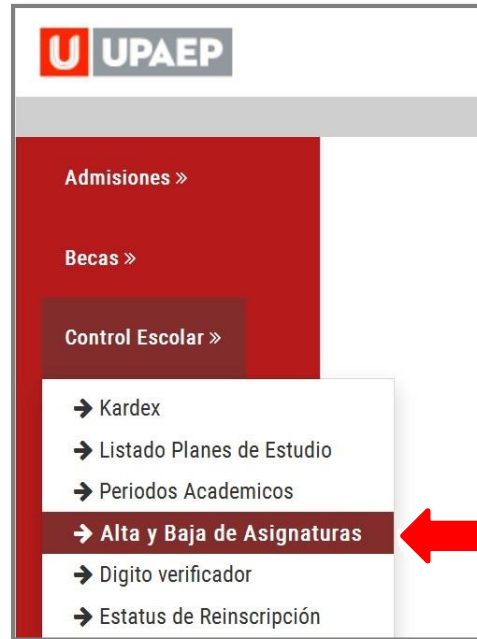 U UPAEP
Admisiones »
Becas »
Control Escolar »
→ Kardex
→ Listado Planes de Estudio
→ Periodos Academicos
→ Alta y Baja de Asignaturas
→ Digito verificador
→ Estatus de Reinscripción